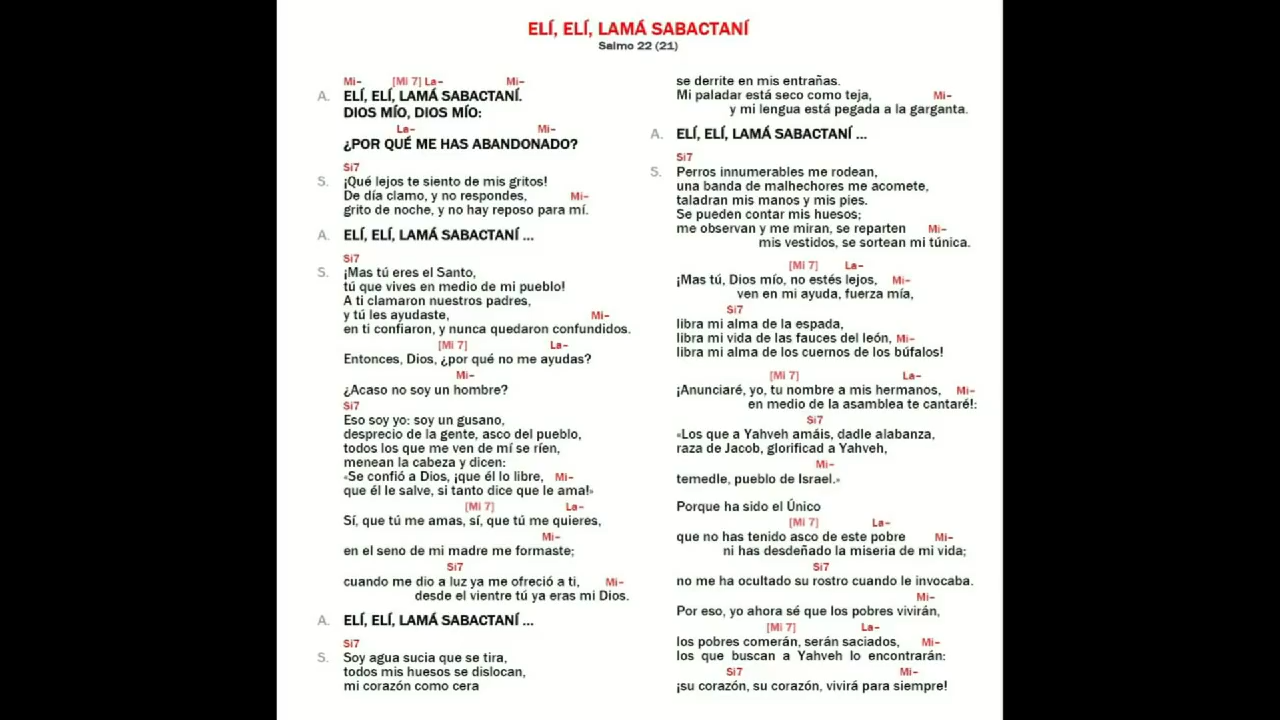 ELÍ, ELÍ, LAMÁ SABACTANÍ
Salmo 22 (21)
Mi- [Mi 7] La- Mi-
A. ELÍ, ELÍ, LAMÁ SABACTANÍ.
DIOS MÍO, DIOS MÍO:
La- Mi-
¿POR QUÉ ME HAS ABANDONADO?
Si7
S. ¡Qué lejos te siento de mis gritos!
De día clamo, y no respondes, Mi-
grito de noche, y no hay reposo para mí.
A. ELÍ, ELÍ, LAMÁ SABACTANÍ ...
Si7
S. ¡Mas tú eres el Santo,
tú que vives en medio de mi pueblo!
A ti clamaron nuestros padres,
y tú les ayudaste, Mi-
en ti confiaron, y nunca quedaron confundidos.
[Mi 7] La-
Entonces, Dios, ¿por qué no me ayudas?
Mi-
¿Acaso no soy un hombre?
Si7
Eso soy yo: soy un gusano,
desprecio de la gente, asco del pueblo,
todos los que me ven de mí se ríen,
menean la cabeza y dicen:
«Se confió a Dios, ¡que él lo libre, Mi-
que él le salve, si tanto dice que le ama!»
[Mi 7] La-
Sí, que tú me amas, sí, que tú me quieres,
Mi-
en el seno de mi madre me formaste;
Si7
cuando me dio a luz ya me ofreció a ti, Mi-
desde el vientre tú ya eras mi Dios.
A. ELÍ, ELÍ, LAMÁ SABACTANÍ ...
Si7
S. Soy agua sucia que se tira,
todos mis huesos se dislocan,
mi corazón como cera
se derrite en mis entrañas.
Mi paladar está seco como teja, Mi-
y mi lengua está pegada a la garganta.
A. ELÍ, ELÍ, LAMÁ SABACTANÍ ...
Si7
S. Perros innumerables me rodean,
una banda de malhechores me acomete,
taladran mis manos y mis pies.
Se pueden contar mis huesos;
me observan y me miran, se reparten Mi-
mis vestidos, se sortean mi túnica.
[Mi 7] La-
¡Mas tú, Dios mío, no estés lejos, Mi-
ven en mi ayuda, fuerza mía,
Si7
libra mi alma de la espada,
libra mi vida de las fauces del león, Mi-
libra mi alma de los cuernos de los búfalos!
[Mi 7] La-
¡Anunciaré, yo, tu nombre a mis hermanos, Mi-
en medio de la asamblea te cantaré!:
Si7
«Los que a Yahveh amáis, dadle alabanza,
raza de Jacob, glorificad a Yahveh,
Mi-
temedle, pueblo de Israel.»
Porque ha sido el Único
[Mi 7] La-
que no has tenido asco de este pobre Mi-
ni has desdeñado la miseria de mi vida;
Si7
no me ha ocultado su rostro cuando le invocaba.
Mi-
Por eso, yo ahora sé que los pobres vivirán,
[Mi 7] La-
los pobres comerán, serán saciados, Mi-
los que buscan a Yahveh lo encontrarán:
Si7 Mi-
¡su corazón, su corazón, vivirá para siempre!